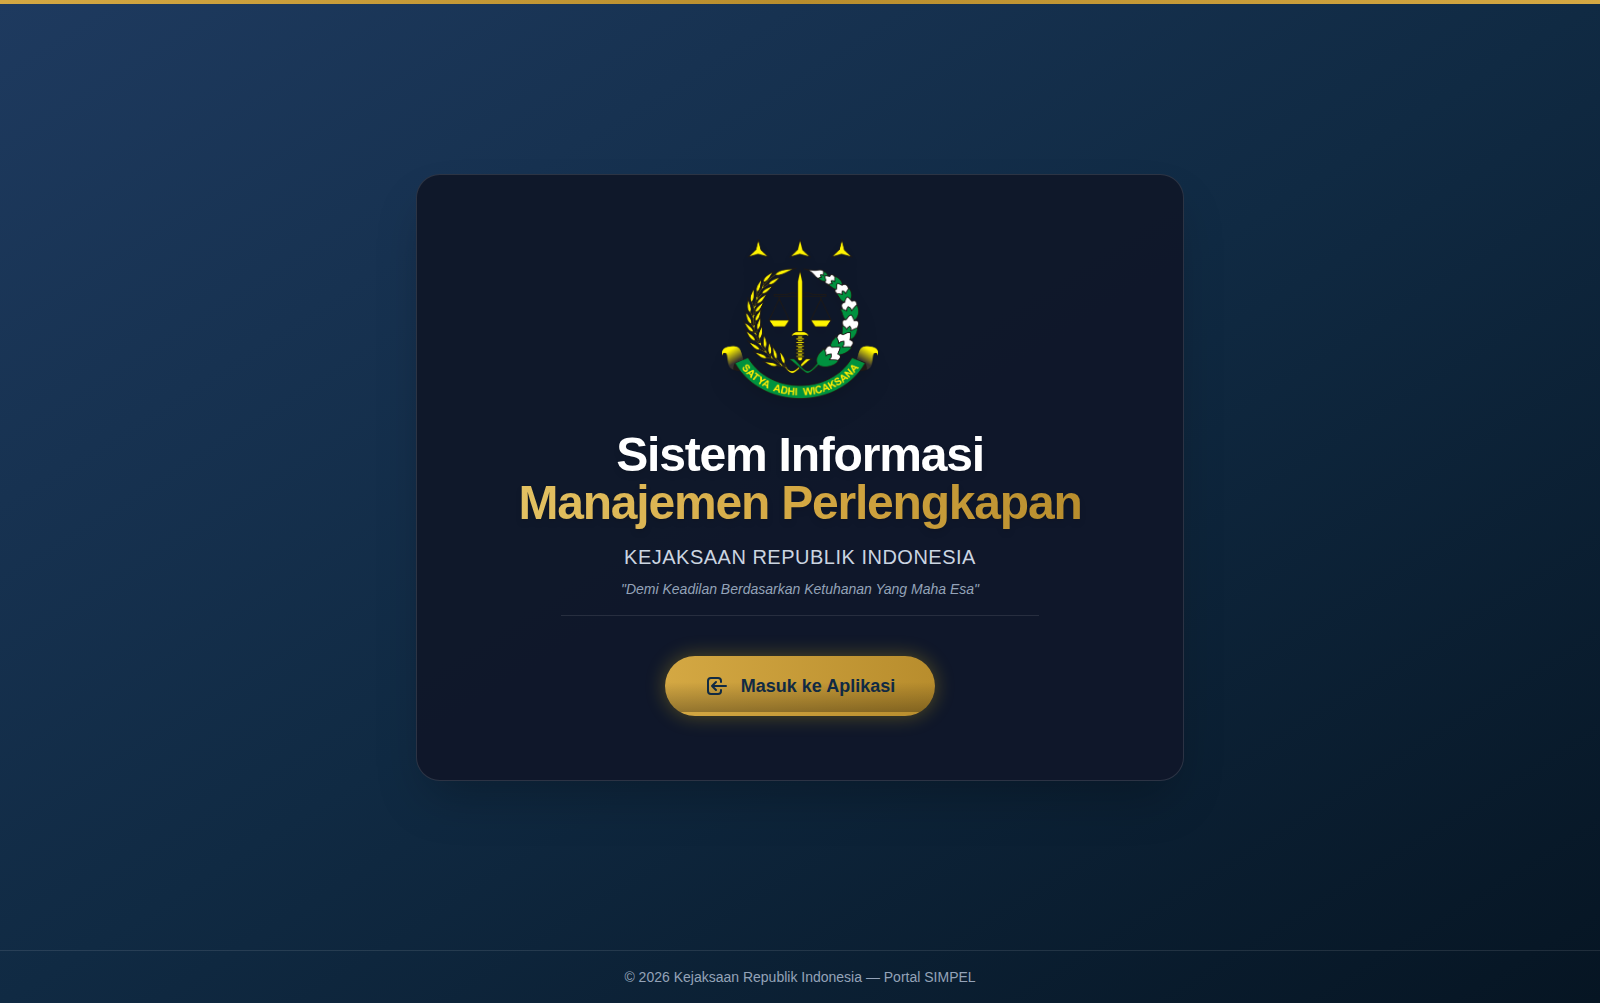 SATYA ADHI WICAKSANA
Sistem Informasi
Manajemen Perlengkapan
KEJAKSAAN REPUBLIK INDONESIA
"Demi Keadilan Berdasarkan Ketuhanan Yang Maha Esa"
Masuk ke Aplikasi
© 2026 Kejaksaan Republik Indonesia — Portal SIMPEL